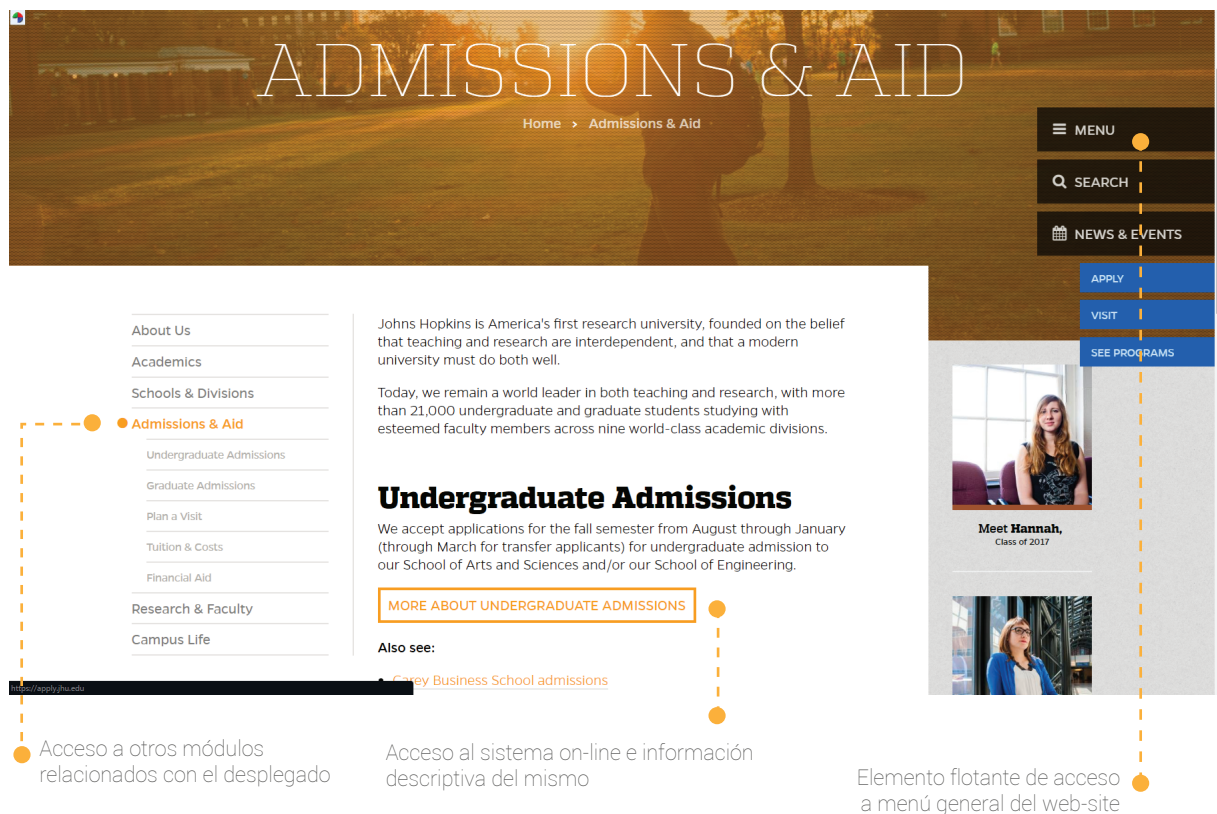 ADMISSIONS & AID
Home > Admissions & Aid
MENU
SEARCH
NEWS & EVENTS
APPLY
VISIT
SEE PROGRAMS
About Us
Academics
Schools & Divisions
Admissions & Aid
Undergraduate Admissions
Graduate Admissions
Plan a Visit
Tuition & Costs
Financial Aid
Research & Faculty
Campus Life
Johns Hopkins is America's first research university, founded on the belief
that teaching and research are interdependent, and that a modern
university must do both well.
Today, we remain a world leader in both teaching and research, with more
than 21,000 undergraduate and graduate students studying with
esteemed faculty members across nine world-class academic divisions.
Undergraduate Admissions
We accept applications for the fall semester from August through January
(through March for transfer applicants) for undergraduate admission to
our School of Arts and Sciences and/or our School of Engineering.
MORE ABOUT UNDERGRADUATE ADMISSIONS
Also see:
• Carey Business School admissions
Meet Hannah,
Class of 2017
https://apply.jhu.edu
Acceso a otros módulos
relacionados con el desplegado
Acceso al sistema on-line e información
descriptiva del mismo
Elemento flotante de acceso
a menú general del web-site